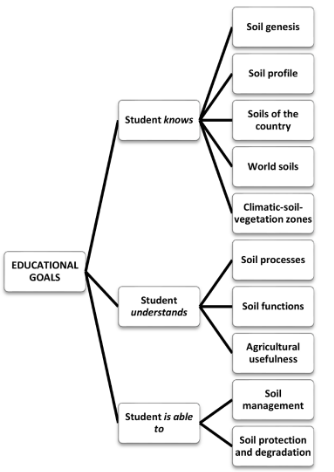 EDUCATIONAL
GOALS
Student knows
Soil genesis
Soil profile
Soils of the
country
World soils
Climatic-soil-
vegetation zones
Student
understands
Soil processes
Soil functions
Agricultural
usefulness
Student is able
to
Soil
management
Soil protection
and degradation